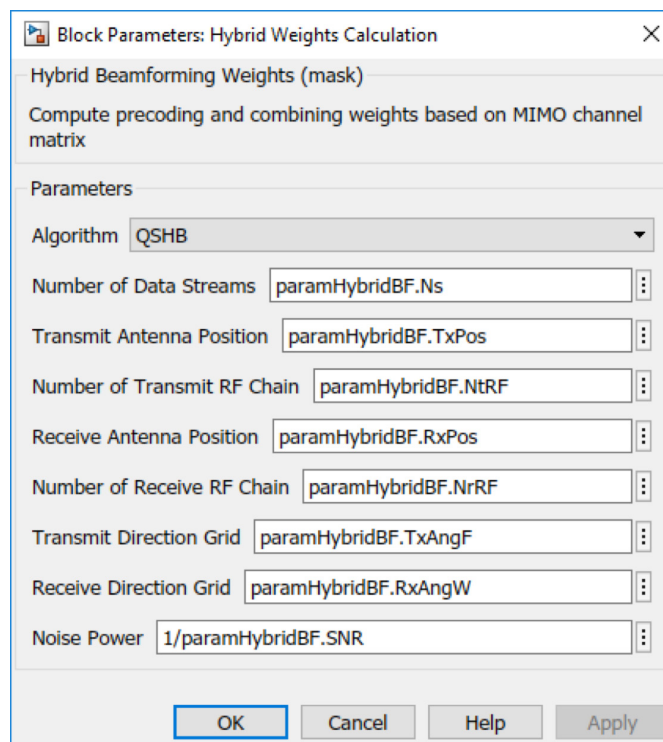 Block Parameters: Hybrid Weights Calculation
Hybrid Beamforming Weights (mask)
Compute precoding and combining weights based on MIMO channel
matrix
Parameters
Algorithm QSHB
Number of Data Streams paramHybridBF.Ns
Transmit Antenna Position paramHybridBF.TxPos
Number of Transmit RF Chain paramHybridBF.NtRF
Receive Antenna Position paramHybridBF.RxPos
Number of Receive RF Chain paramHybridBF.NrRF
Transmit Direction Grid paramHybridBF.TxAngF
Receive Direction Grid paramHybridBF.RxAngW
Noise Power 1/paramHybridBF.SNR
OK Cancel Help Apply